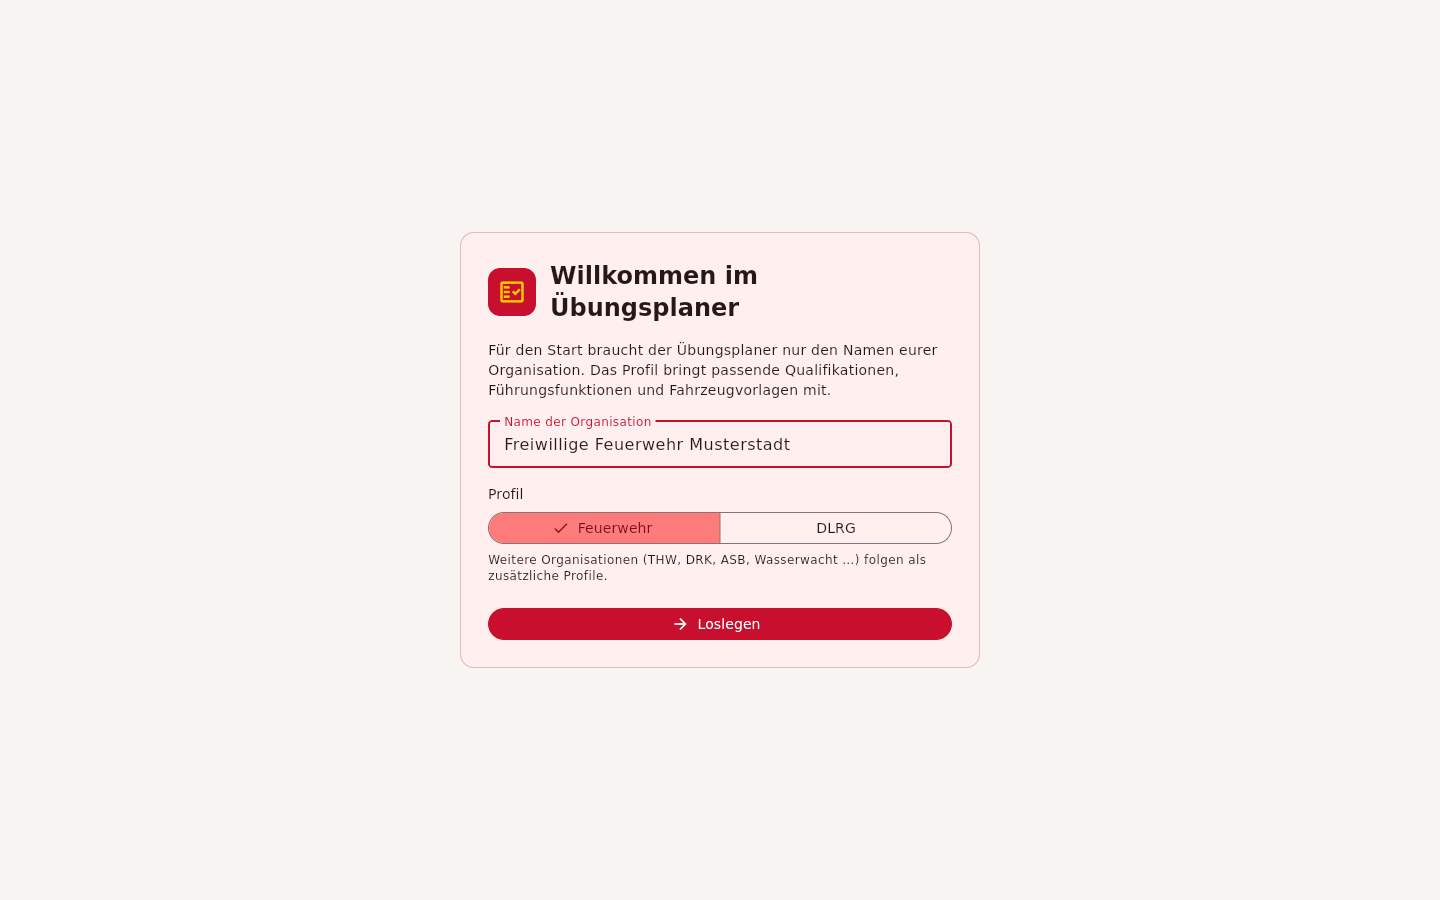 Willkommen im
Übungsplaner
Für den Start braucht der Übungsplaner nur den Namen eurer
Organisation. Das Profil bringt passende Qualifikationen,
Führungsfunktionen und Fahrzeugvorlagen mit.
Name der Organisation
Freiwillige Feuerwehr Musterstadt
Profil
Feuerwehr
DLRG
Weitere Organisationen (THW, DRK, ASB, Wasserwacht ...) folgen als
zusätzliche Profile.
Loslegen